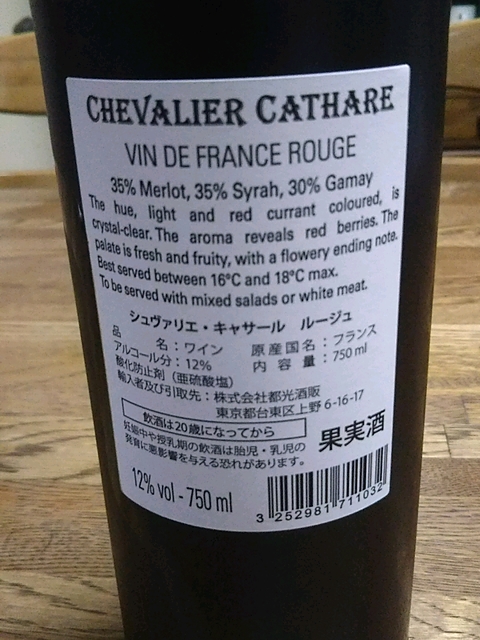 CHEVALIER CATHARE
VIN DE FRANCE ROUGE
35% Merlot, 35% Syrah, 30% Gamay
The hue, light and red currant coloured, is
crystal-clear. The aroma reveals red berries. The
palate is fresh and fruity, with a flowery ending note.
Best served between 16°C and 18°C max.
To be served with mixed salads or white meat.
シュヴァリエ・キャサール ルージュ
品 名：ワイン 原産国名：フランス
アルコール分：12% 内容量：750 ml
酸化防止剤（亜硫酸塩）
輸入者及び引取先：株式会社都光酒販
東京都台東区上野 6-16-17
飲酒は20歳になってから
妊娠中や授乳期の飲酒は胎児・乳児の
発育に悪影響を与える恐れがあります。
果実酒
12% vol - 750 ml
3 252981 711032